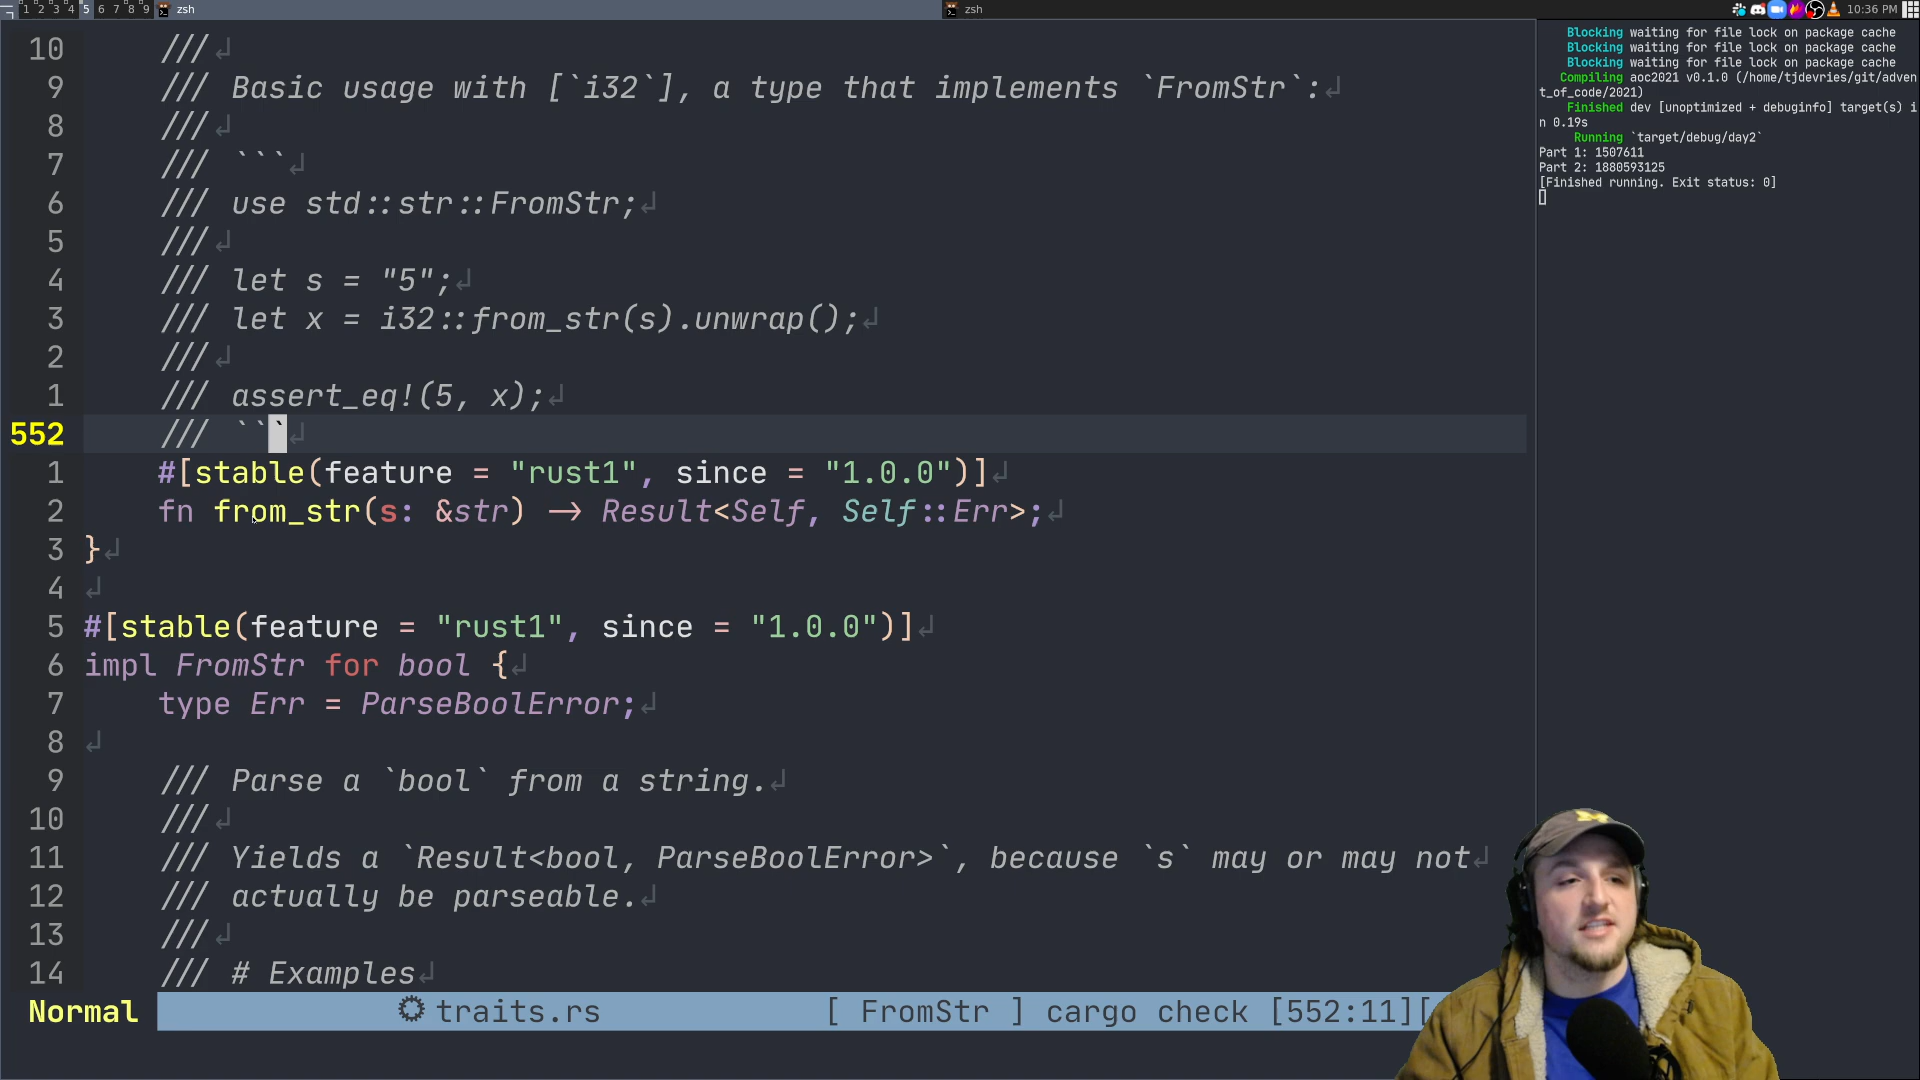 1 2 3 4 5 6 7 8 9 zsh zsh 10:36 PM
10 ///
9 /// Basic usage with [`i32`], a type that implements `FromStr`:
8 ///
7 /// ```
6 /// use std::str::FromStr;
5 ///
4 /// let s = "5";
3 /// let x = i32::from_str(s).unwrap();
2 ///
1 /// assert_eq!(5, x);
552 /// ```
1 #[stable(feature = "rust1", since = "1.0.0")]
2 fn from_str(s: &str) -> Result<Self, Self::Err>;
3 }
4
5 #[stable(feature = "rust1", since = "1.0.0")]
6 impl FromStr for bool {
7 type Err = ParseBoolError;
8
9 /// Parse a `bool` from a string.
10 ///
11 /// Yields a `Result<bool, ParseBoolError>`, because `s` may or may not
12 /// actually be parseable.
13 ///
14 /// # Examples
Normal traits.rs [ FromStr ] cargo check [552:11][
Blocking waiting for file lock on package cache
Blocking waiting for file lock on package cache
Blocking waiting for file lock on package cache
Compiling aoc2021 v0.1.0 (/home/tjdevries/git/adven
t_of_code/2021)
Finished dev [unoptimized + debuginfo] target(s) i
n 0.19s
Running `target/debug/day2`
Part 1: 1507611
Part 2: 1880593125
[Finished running. Exit status: 0]